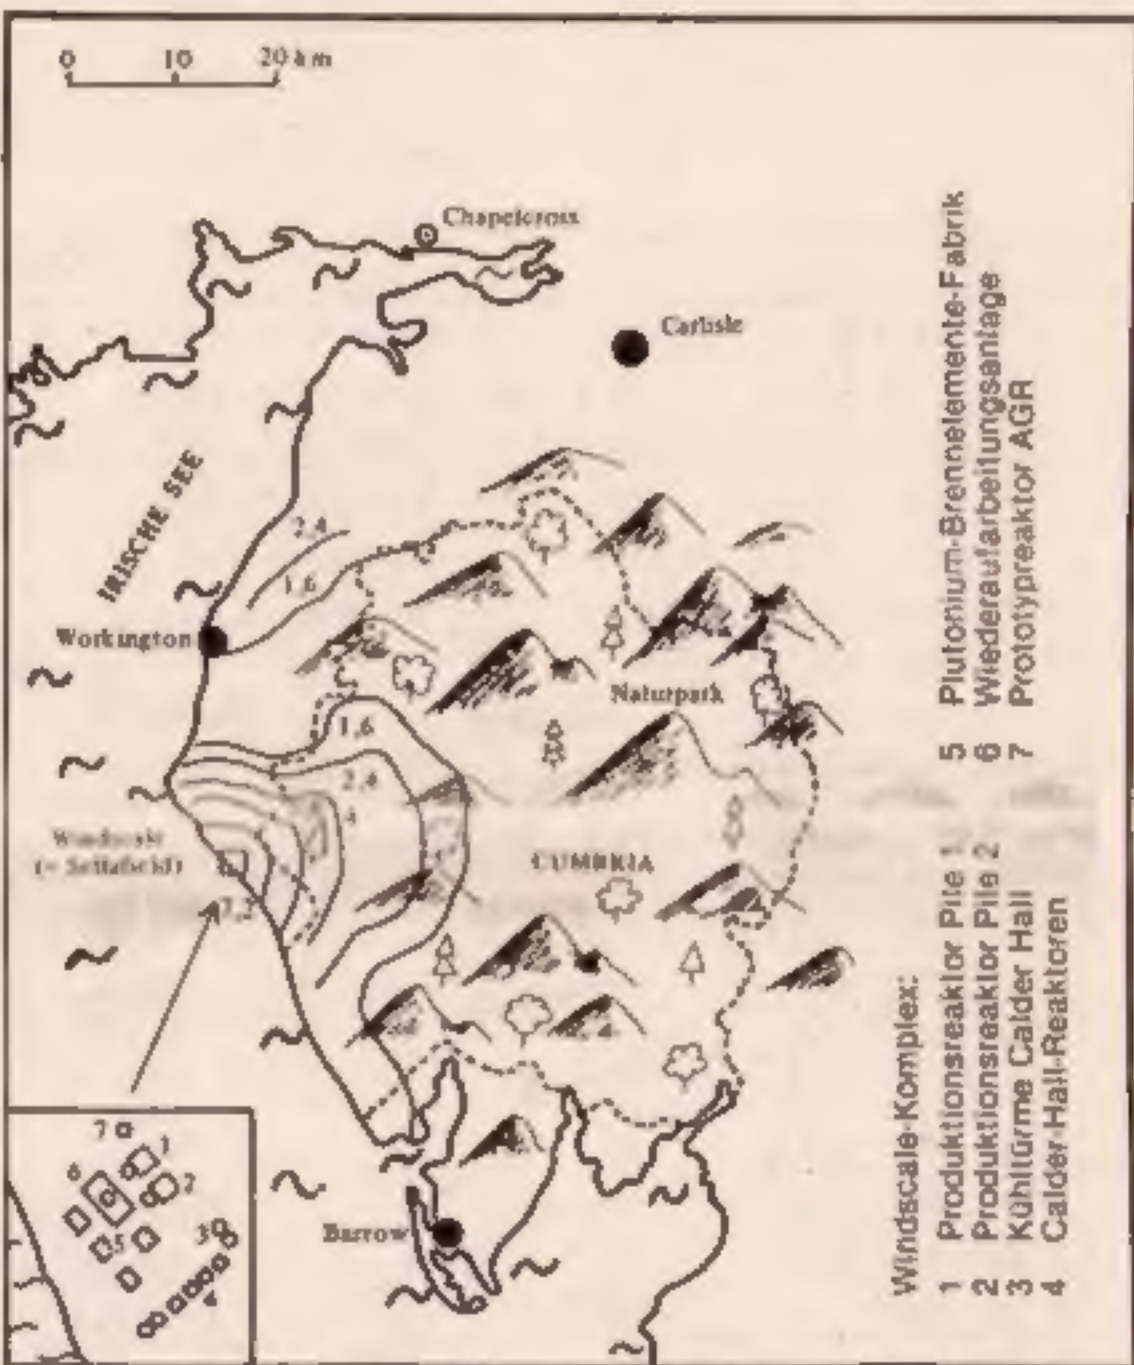 0 10 20 km
Chapelcross
Carlisle
IRISCHE SEE
2,4
1,6
Workington
Naturpark
1,6
2,4
4
Windscale
(= Sellafield)
CUMBRIA
7,2
Barrow
7
1
6
2
5
3
4
Windscale-Komplex:
1 Produktionsreaktor Pile 1
2 Produktionsreaktor Pile 2
3 Kühltürme Calder Hall
4 Calder-Hall-Reaktoren
5 Plutonium-Brennelemente-Fabrik
6 Wiederaufarbeitungsanlage
7 Prototypreaktor AGR